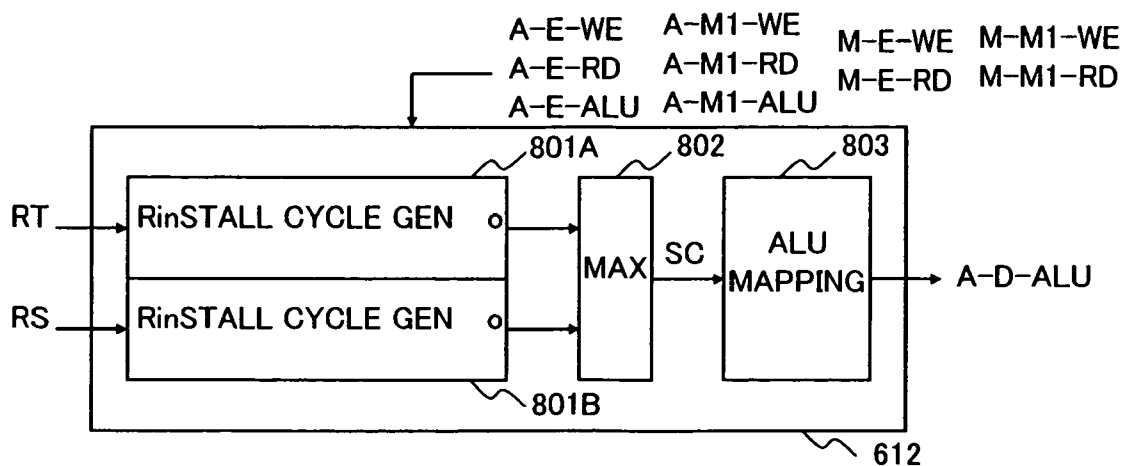 A-E-WE A-M1-WE M-E-WE M-M1-WE
A-E-RD A-M1-RD M-E-RD M-M1-RD
A-E-ALU A-M1-ALU
801A 802 803
RT RinSTALL CYCLE GEN o
MAX SC ALU MAPPING A-D-ALU
RS RinSTALL CYCLE GEN o
801B
612